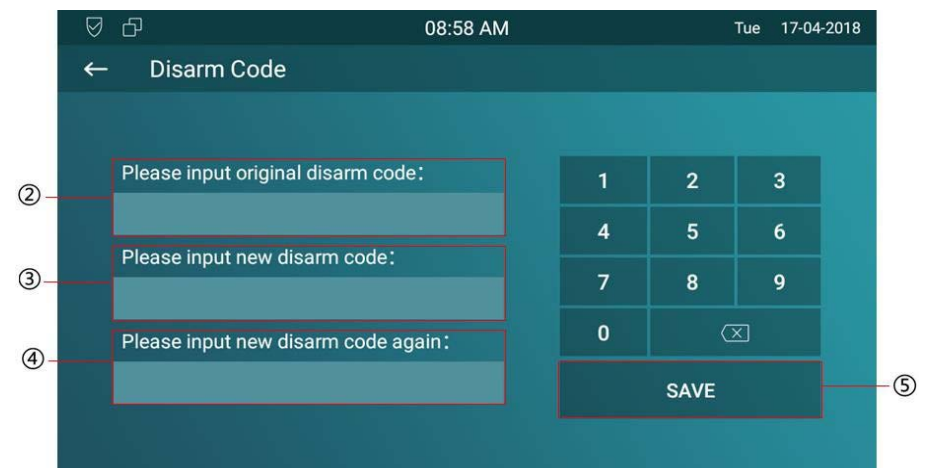 08:58 AM Tue 17-04-2018
← Disarm Code
② Please input original disarm code:
③ Please input new disarm code:
④ Please input new disarm code again:
1 2 3
4 5 6
7 8 9
0
SAVE ⑤